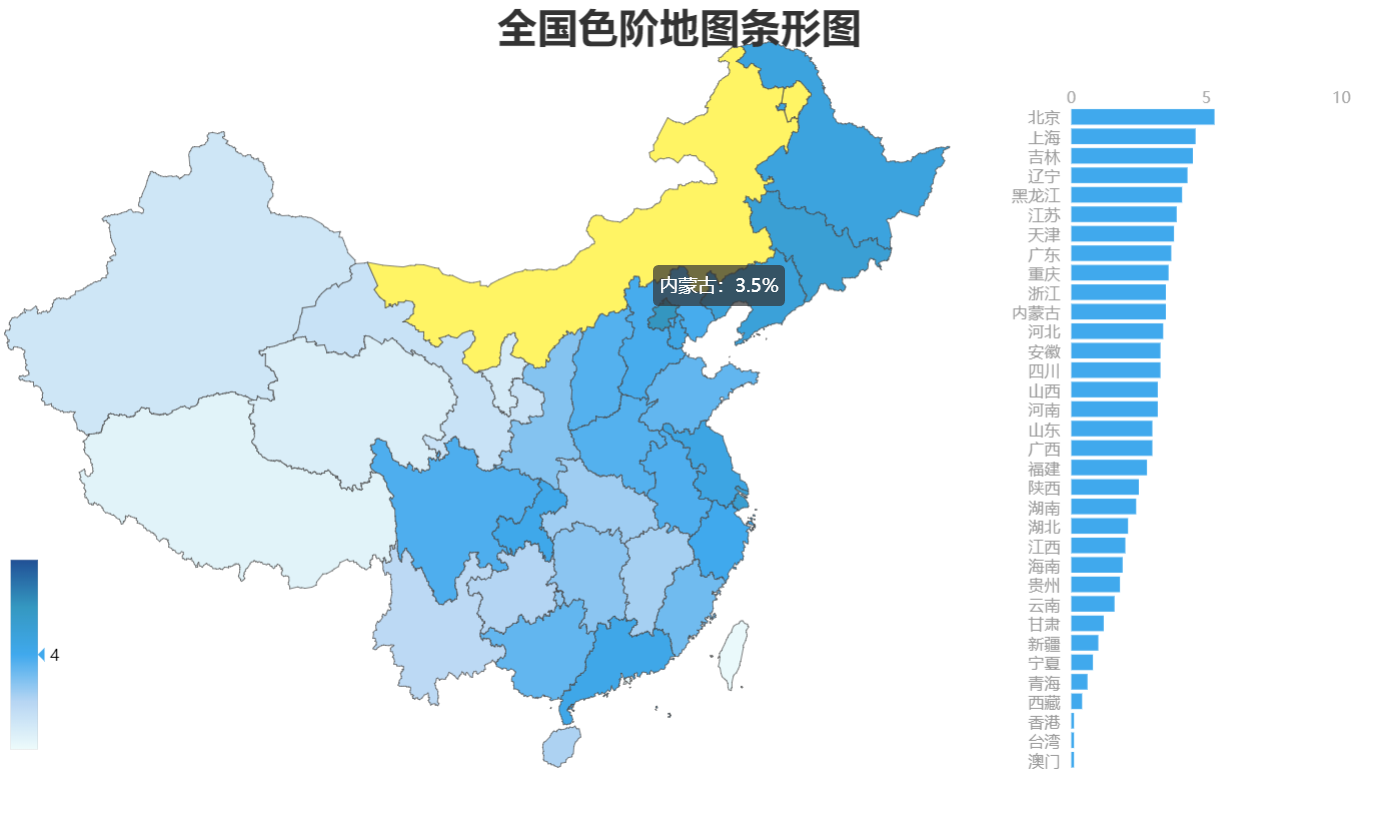 全国色阶地图条形图
内蒙古：3.5%
4
0 5 10
北京
上海
吉林
辽宁
黑龙江
江苏
天津
广东
重庆
浙江
内蒙古
河北
安徽
四川
山西
河南
山东
广西
福建
陕西
湖南
湖北
江西
海南
贵州
云南
甘肃
新疆
宁夏
青海
西藏
香港
台湾
澳门